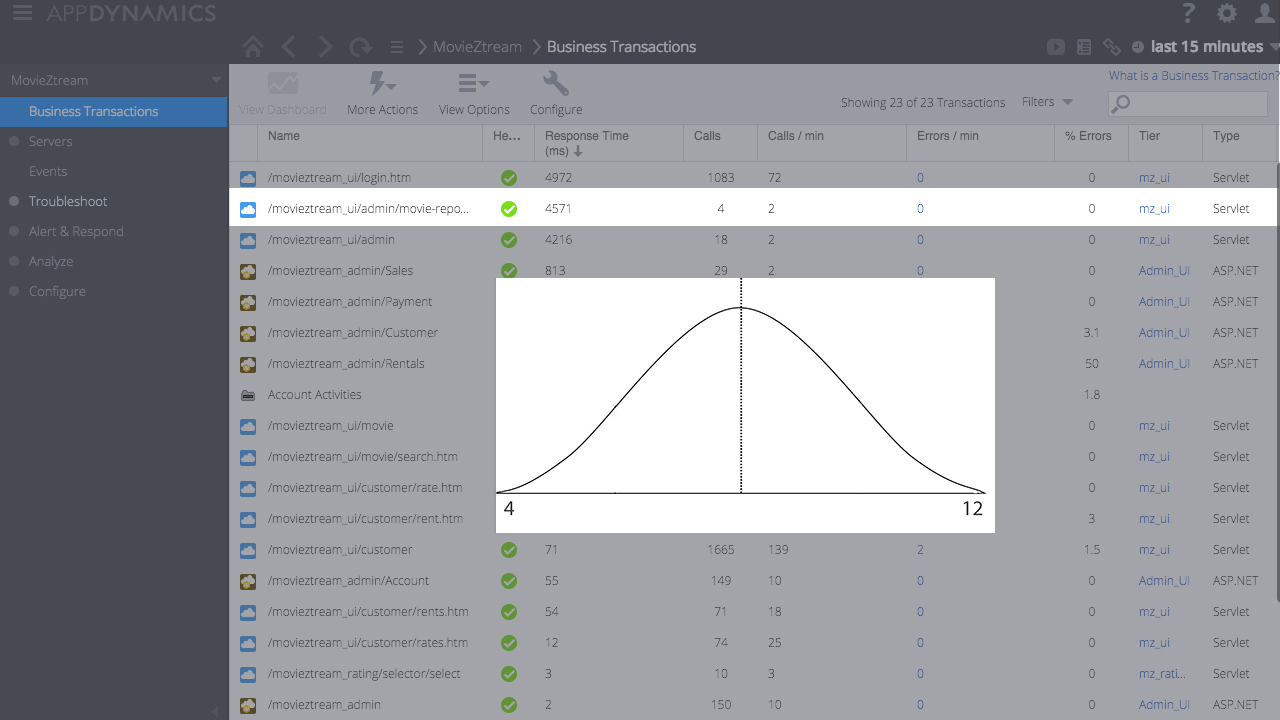 APPDYNAMICS
MovieZtream Business Transactions last 15 minutes
MovieZtream
Business Transactions
Servers
Events
Troubleshoot
Alert & Respond
Analyze
Configure
What is a Business Transaction?
View Dashboard More Actions View Options Configure Showing 23 of 23 Transactions Filters
Name He... Response Time (ms) Calls Calls / min Errors / min % Errors Tier Type
/movieztream_ui/login.htm 4972 1083 72 0 0 mz_ui Servlet
/movieztream_ui/admin/movie-repo... 4571 4 2 0 0 mz_ui Servlet
/movieztream_ui/admin 4216 18 2 0 0 mz_ui Servlet
/movieztream_admin/Sales 813 29 2 0 0 Admin_UI ASP.NET
/movieztream_admin/Payment 0 Admin_UI ASP.NET
/movieztream_admin/Customer 3.1 Admin_UI ASP.NET
/movieztream_admin/Rentals 50 Admin_UI ASP.NET
Account Activities 1.8
/movieztream_ui/movie 0 mz_ui Servlet
/movieztream_ui/movie/search.htm 0 mz_ui Servlet
/movieztream_ui/customer/rate.htm 0 mz_ui Servlet
/movieztream_ui/customer/rent.htm 3 mz_ui Servlet
4 12
/movieztream_ui/customer 71 1665 139 2 1.5 mz_ui Servlet
/movieztream_admin/Account 55 149 10 0 0 Admin_UI ASP.NET
/movieztream_ui/customer/rents.htm 54 71 18 0 0 mz_ui Servlet
/movieztream_ui/customer/rates.htm 12 74 25 0 0 mz_ui Servlet
/movieztream_rating/selector/select 3 10 3 0 0 mz_rati... Servlet
/movieztream_admin 2 150 10 0 0 Admin_UI ASP.NET